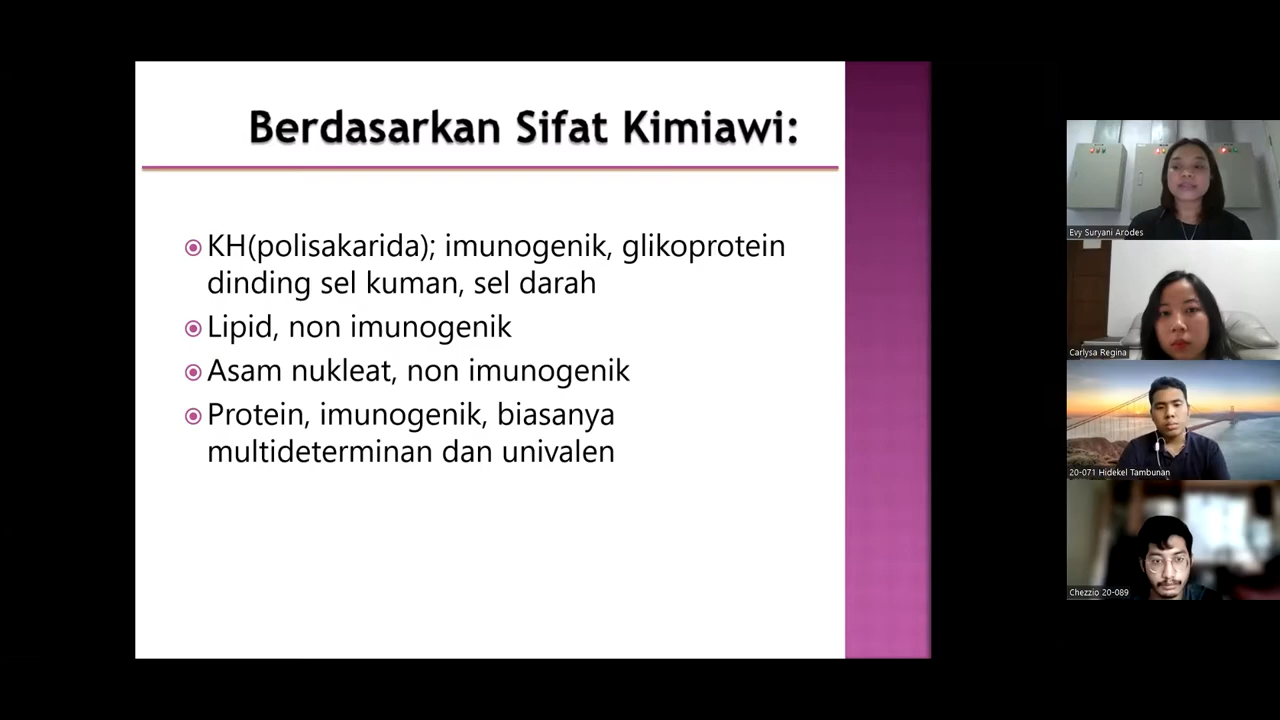 Berdasarkan Sifat Kimiawi:
KH(polisakarida); imunogenik, glikoprotein
dinding sel kuman, sel darah
Lipid, non imunogenik
Asam nukleat, non imunogenik
Protein, imunogenik, biasanya
multideterminan dan univalen
Evy Suryani Arodes
Carlysa Regina
20-071 Hidekel Tambunan
Chezzio 20-089